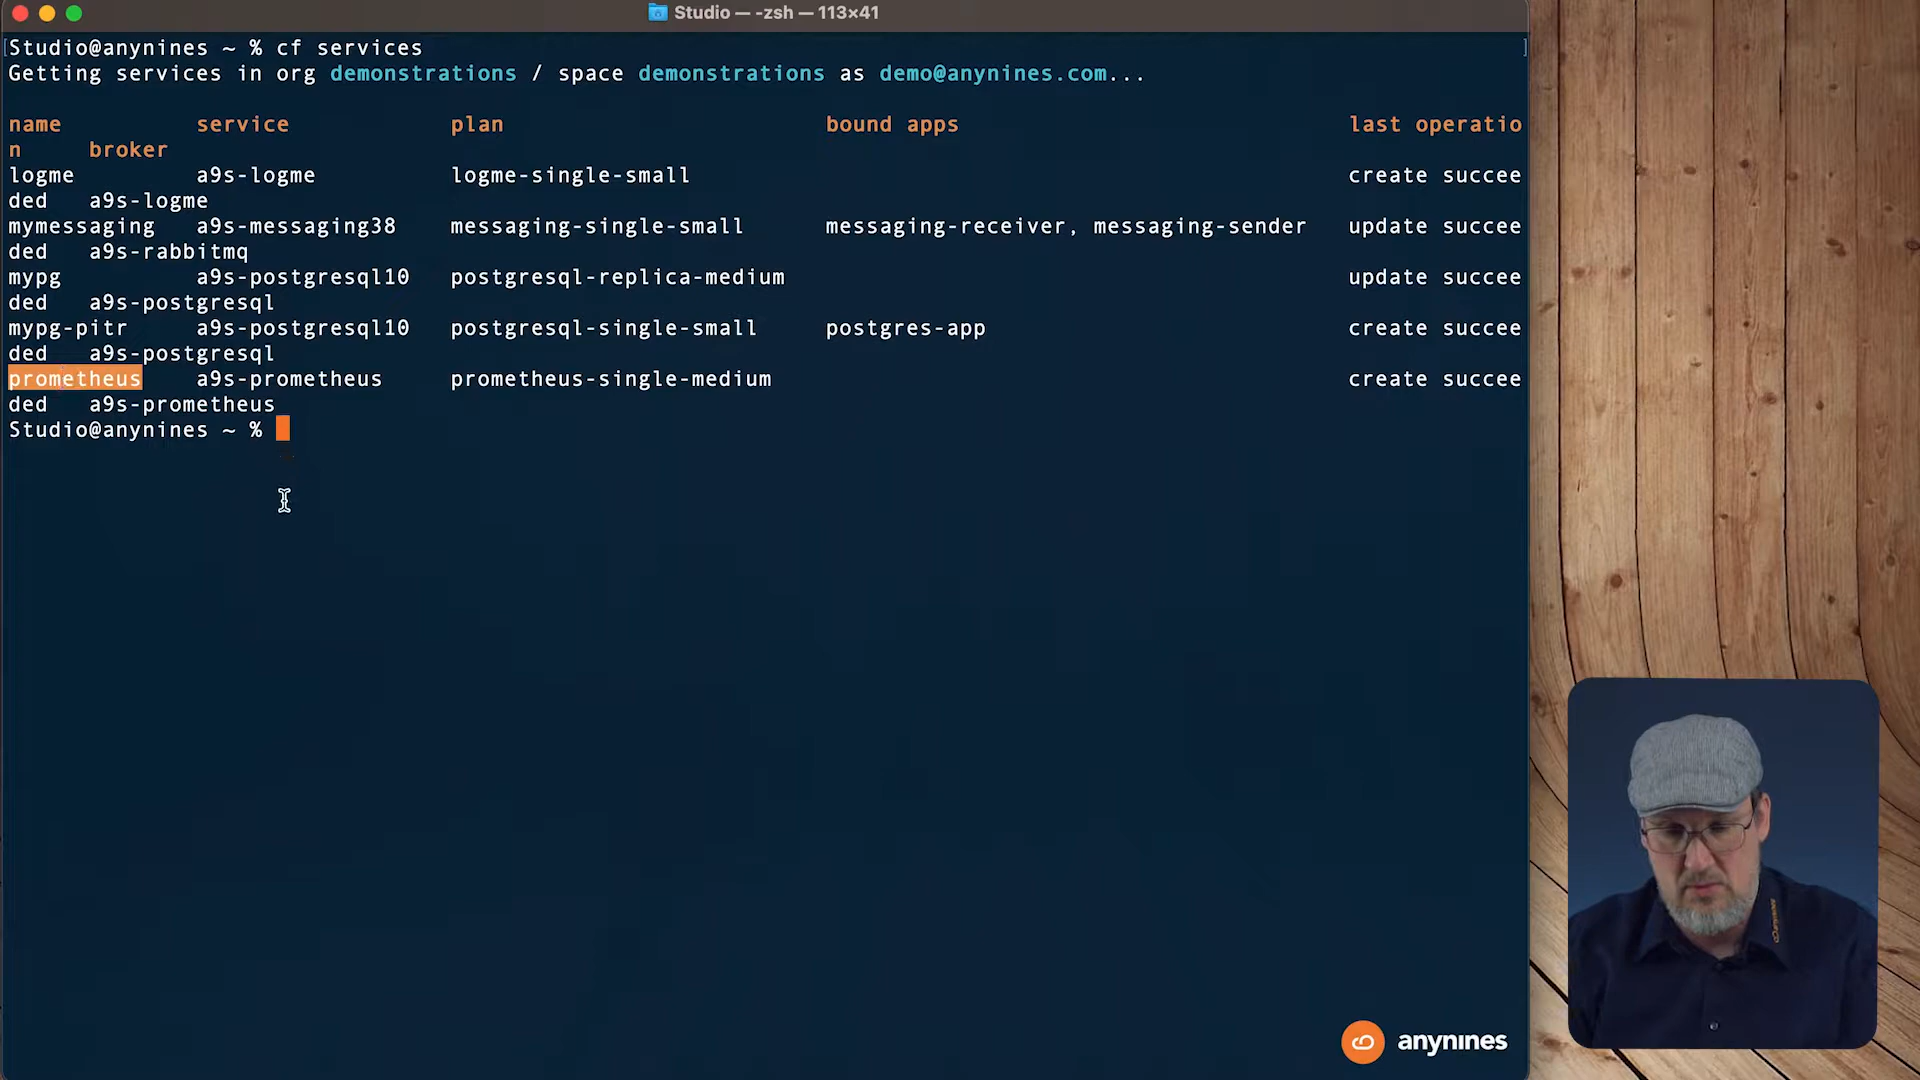 Studio — -zsh — 113×41
[Studio@anynines ~ % cf services ]
Getting services in org demonstrations / space demonstrations as demo@anynines.com...
name service plan bound apps last operatio
n broker
logme a9s-logme logme-single-small create succee
ded a9s-logme
mymessaging a9s-messaging38 messaging-single-small messaging-receiver, messaging-sender update succee
ded a9s-rabbitmq
mypg a9s-postgresql10 postgresql-replica-medium update succee
ded a9s-postgresql
mypg-pitr a9s-postgresql10 postgresql-single-small postgres-app create succee
ded a9s-postgresql
prometheus a9s-prometheus prometheus-single-medium create succee
ded a9s-prometheus
Studio@anynines ~ %
anynines